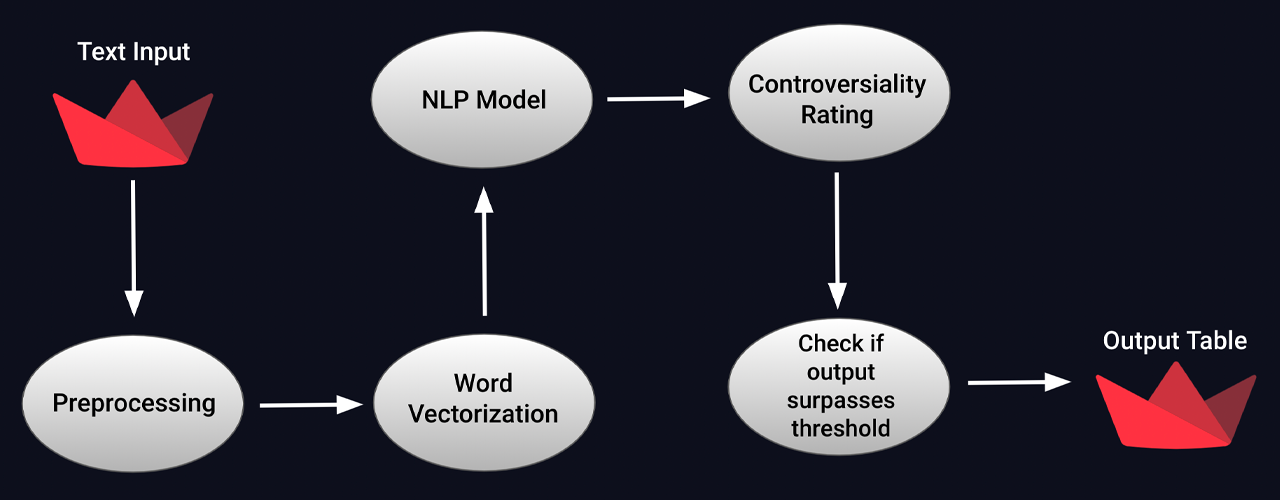 Text Input
Preprocessing
Word
Vectorization
NLP Model
Controversiality
Rating
Check if
output
surpasses
threshold
Output Table